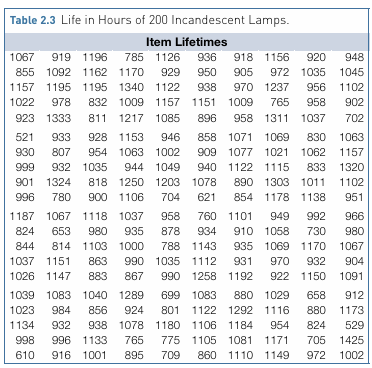 Table 2.3 Life in Hours of 200 Incandescent Lamps.
Item Lifetimes
1067 919 1196 785 1126 936 918 1156 920 948
855 1092 1162 1170 929 950 905 972 1035 1045
1157 1195 1195 1340 1122 938 970 1237 956 1102
1022 978 832 1009 1157 1151 1009 765 958 902
923 1333 811 1217 1085 896 958 1311 1037 702
521 933 928 1153 946 858 1071 1069 830 1063
930 807 954 1063 1002 909 1077 1021 1062 1157
999 932 1035 944 1049 940 1122 1115 833 1320
901 1324 818 1250 1203 1078 890 1303 1011 1102
996 780 900 1106 704 621 854 1178 1138 951
1187 1067 1118 1037 958 760 1101 949 992 966
824 653 980 935 878 934 910 1058 730 980
844 814 1103 1000 788 1143 935 1069 1170 1067
1037 1151 863 990 1035 1112 931 970 932 904
1026 1147 883 867 990 1258 1192 922 1150 1091
1039 1083 1040 1289 699 1083 880 1029 658 912
1023 984 856 924 801 1122 1292 1116 880 1173
1134 932 938 1078 1180 1106 1184 954 824 529
998 996 1133 765 775 1105 1081 1171 705 1425
610 916 1001 895 709 860 1110 1149 972 1002